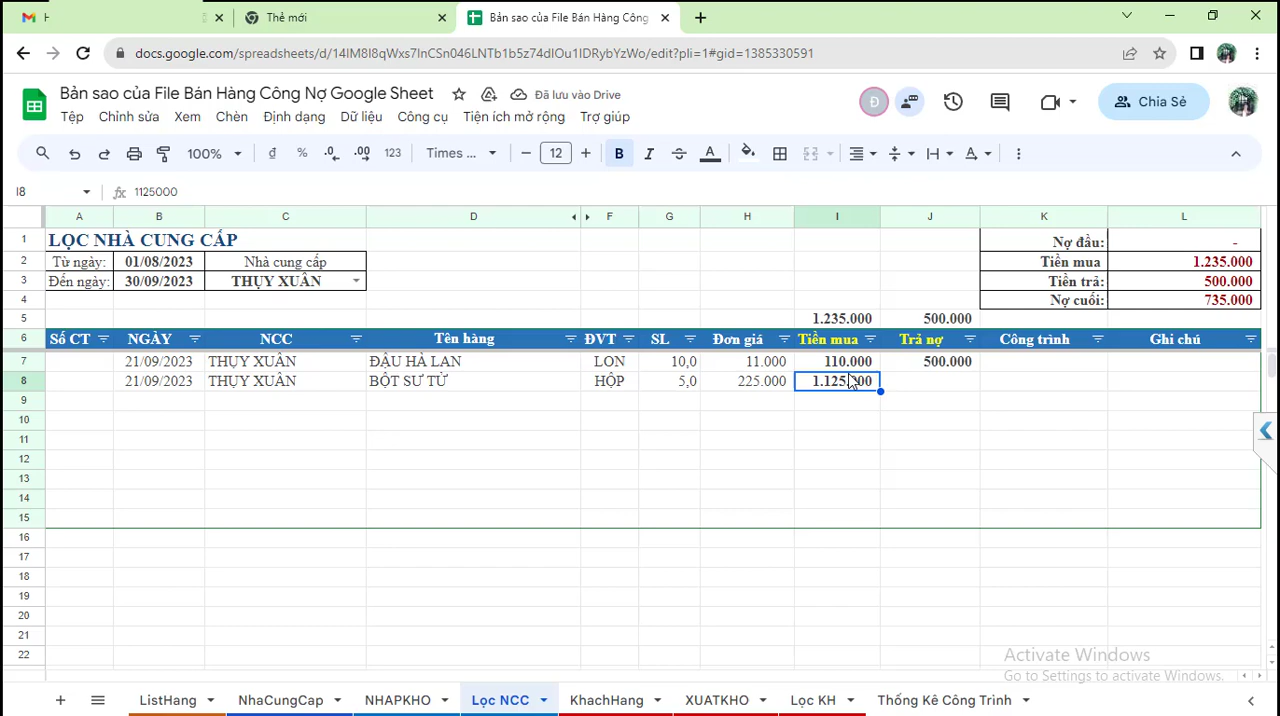 Thẻ mới
Bản sao của File Bán Hàng Công
docs.google.com/spreadsheets/d/14IM8I8qWxs7InCSn046LNTb1b5z74dIOu1IDRybYzWo/edit?pli=1#gid=1385330591
Bản sao của File Bán Hàng Công Nợ Google Sheet
Đã lưu vào Drive
Đ
Chia Sẻ
Tệp Chỉnh sửa Xem Chèn Định dạng Dữ liệu Công cụ Tiện ích mở rộng Trợ giúp
100% đ % .0 .00 123 Times ... 12 B I A
I8 fx 1125000
A B C D F G H I J K L
1 LỌC NHÀ CUNG CẤP Nợ đầu: -
2 Từ ngày: 01/08/2023 Nhà cung cấp Tiền mua 1.235.000
3 Đến ngày: 30/09/2023 THỤY XUÂN Tiền trả: 500.000
4 Nợ cuối: 735.000
5 1.235.000 500.000
6 Số CT NGÀY NCC Tên hàng ĐVT SL Đơn giá Tiền mua Trả nợ Công trình Ghi chú
7 21/09/2023 THỤY XUÂN ĐẬU HÀ LAN LON 10,0 11.000 110.000 500.000
8 21/09/2023 THỤY XUÂN BỘT SƯ TỬ HỘP 5,0 225.000 1.125.000
9
10
11
12
13
14
15
16
17
18
19
20
21
22
Activate Windows
Go to Settings to activate Windows.
ListHang NhaCungCap NHAPKHO Lọc NCC KhachHang XUATKHO Lọc KH Thống Kê Công Trình